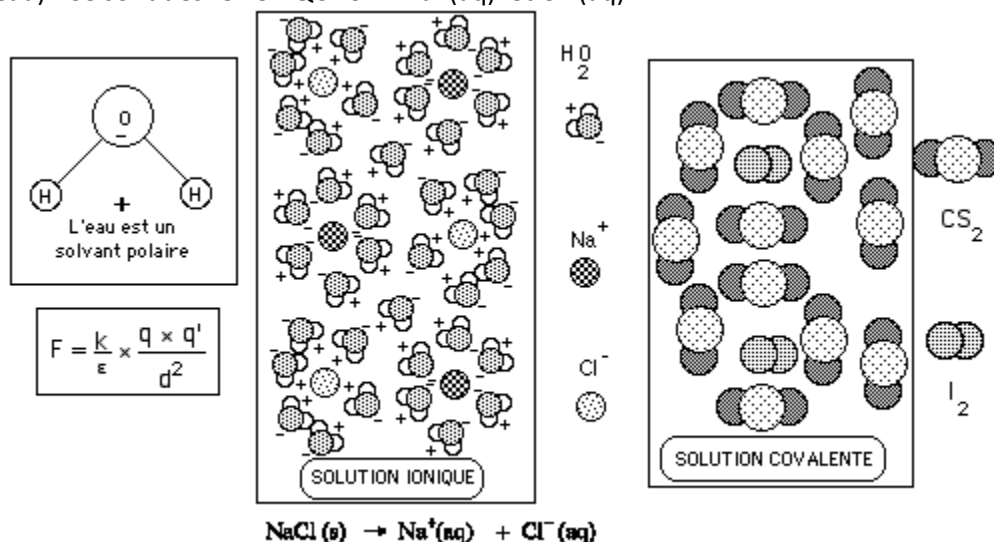 O
−
H
H
+
L'eau est un
solvant polaire
F = k/ε × q × q'/d²
H₂O
Na⁺
Cl⁻
SOLUTION IONIQUE
NaCl (s) → Na⁺(aq) + Cl⁻(aq)
CS₂
I₂
SOLUTION COVALENTE